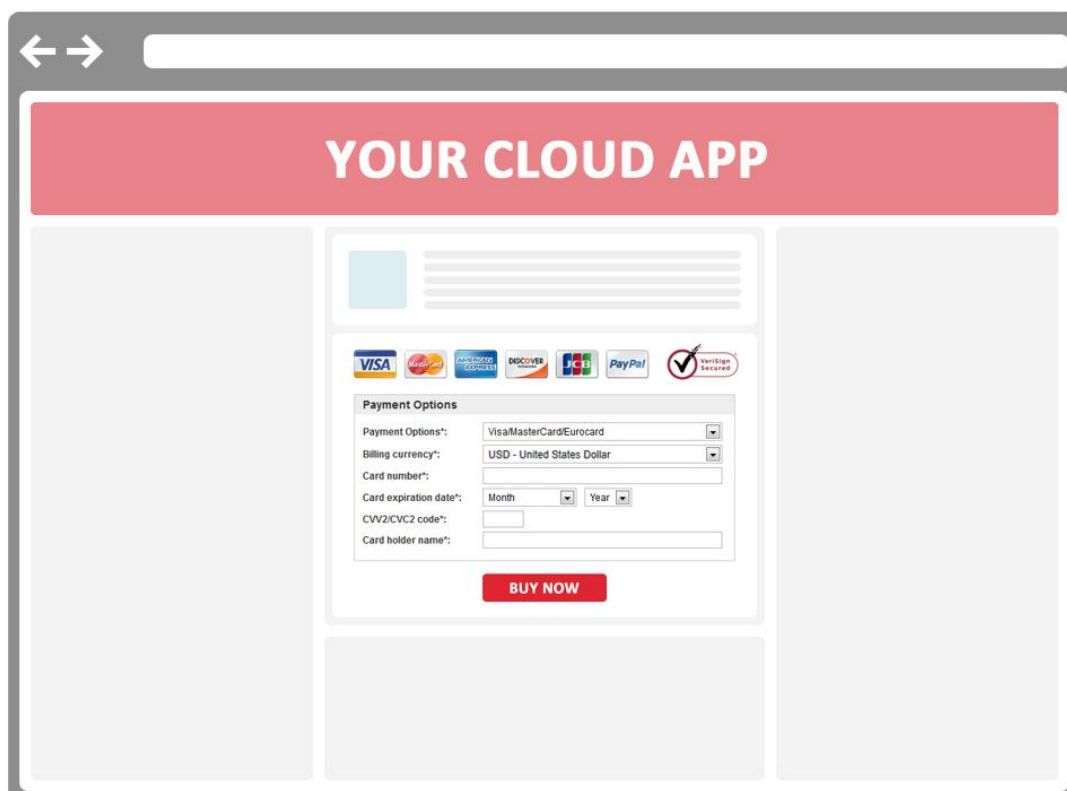 YOUR CLOUD APP
VISA MasterCard AMERICAN EXPRESS DISCOVER JCB PayPal VeriSign Secured
Payment Options
Payment Options*: Visa/MasterCard/Eurocard
Billing currency*: USD - United States Dollar
Card number*:
Card expiration date*: Month Year
CVV2/CVC2 code*:
Card holder name*:
BUY NOW